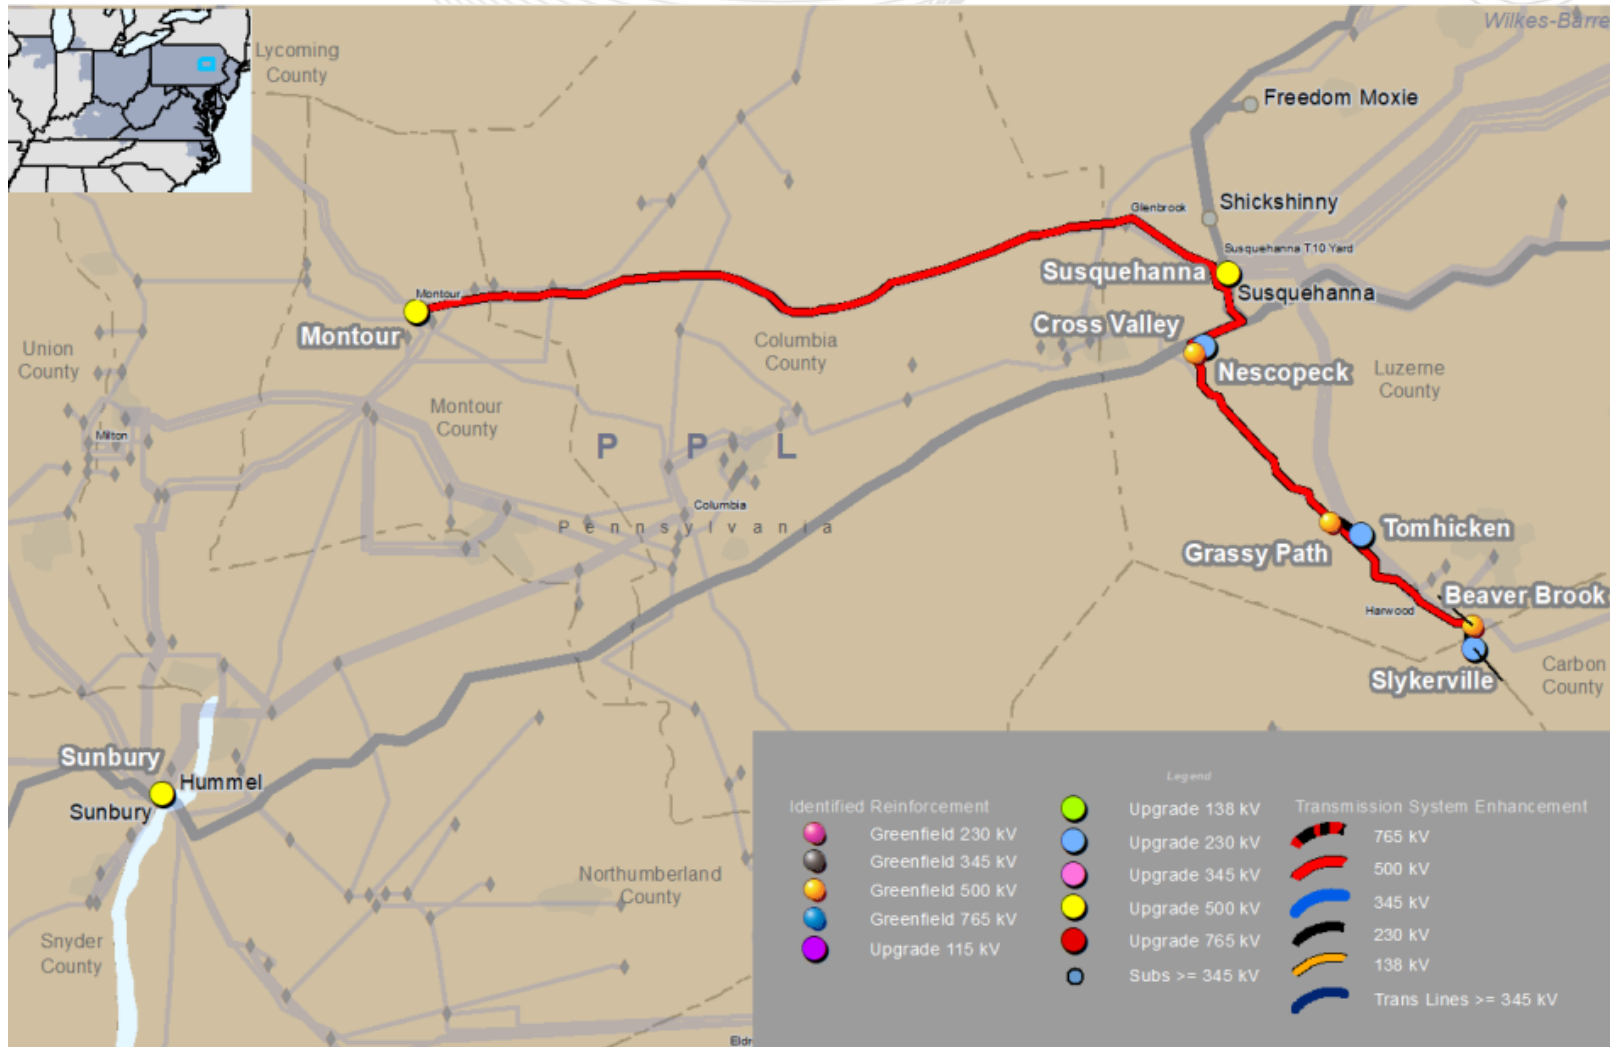 Wilkes-Barre
Lycoming
County
Freedom Moxie
Shickshinny
Glenbrook
Susquehanna T10 Yard
Susquehanna
Susquehanna
Montour
Montour
Cross Valley
Nescopeck
Union
County
Columbia
County
Luzerne
County
Montour
County
Milton
P P L
Columbia
Pennsylvania
Tomhicken
Grassy Path
Beaver Brook
Harwood
Slykerville
Carbon
County
Sunbury
Hummel
Sunbury
Northumberland
County
Snyder
County
Eldr
Legend
Identified Reinforcement
Greenfield 230 kV
Greenfield 345 kV
Greenfield 500 kV
Greenfield 765 kV
Upgrade 115 kV
Upgrade 138 kV
Upgrade 230 kV
Upgrade 345 kV
Upgrade 500 kV
Upgrade 765 kV
Subs >= 345 kV
Transmission System Enhancement
765 kV
500 kV
345 kV
230 kV
138 kV
Trans Lines >= 345 kV